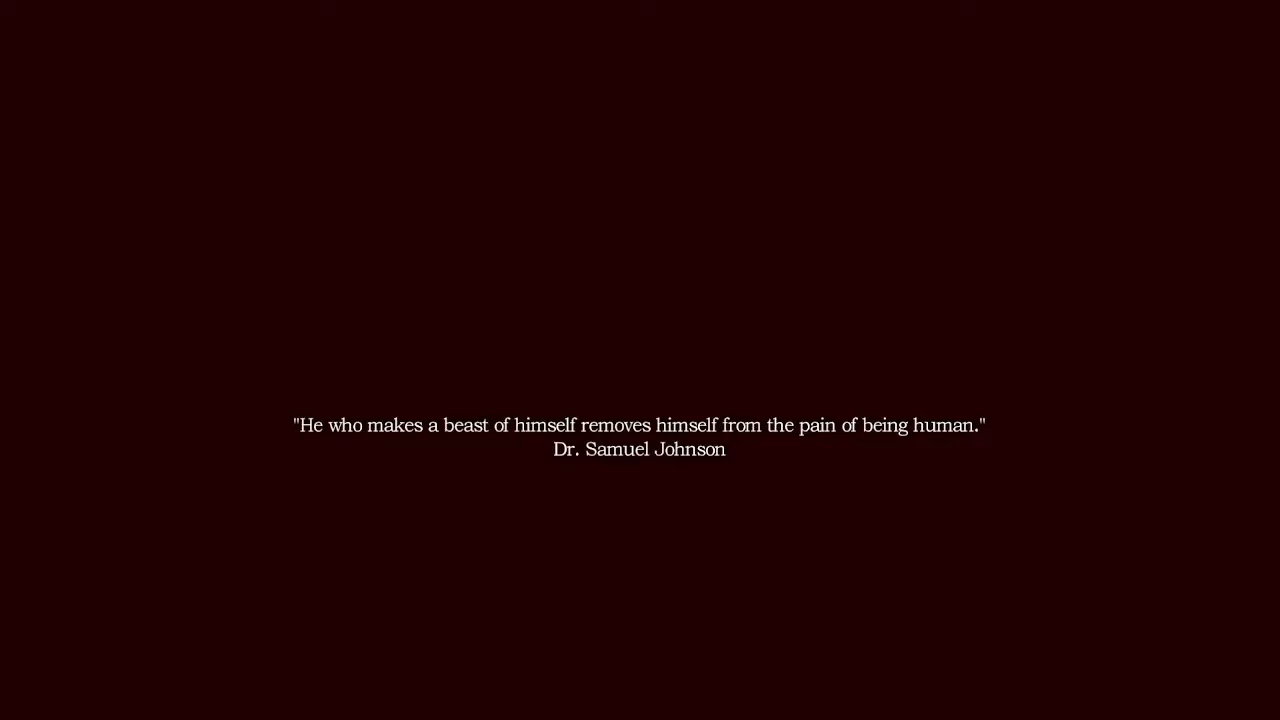 "He who makes a beast of himself removes himself from the pain of being human."
Dr. Samuel Johnson